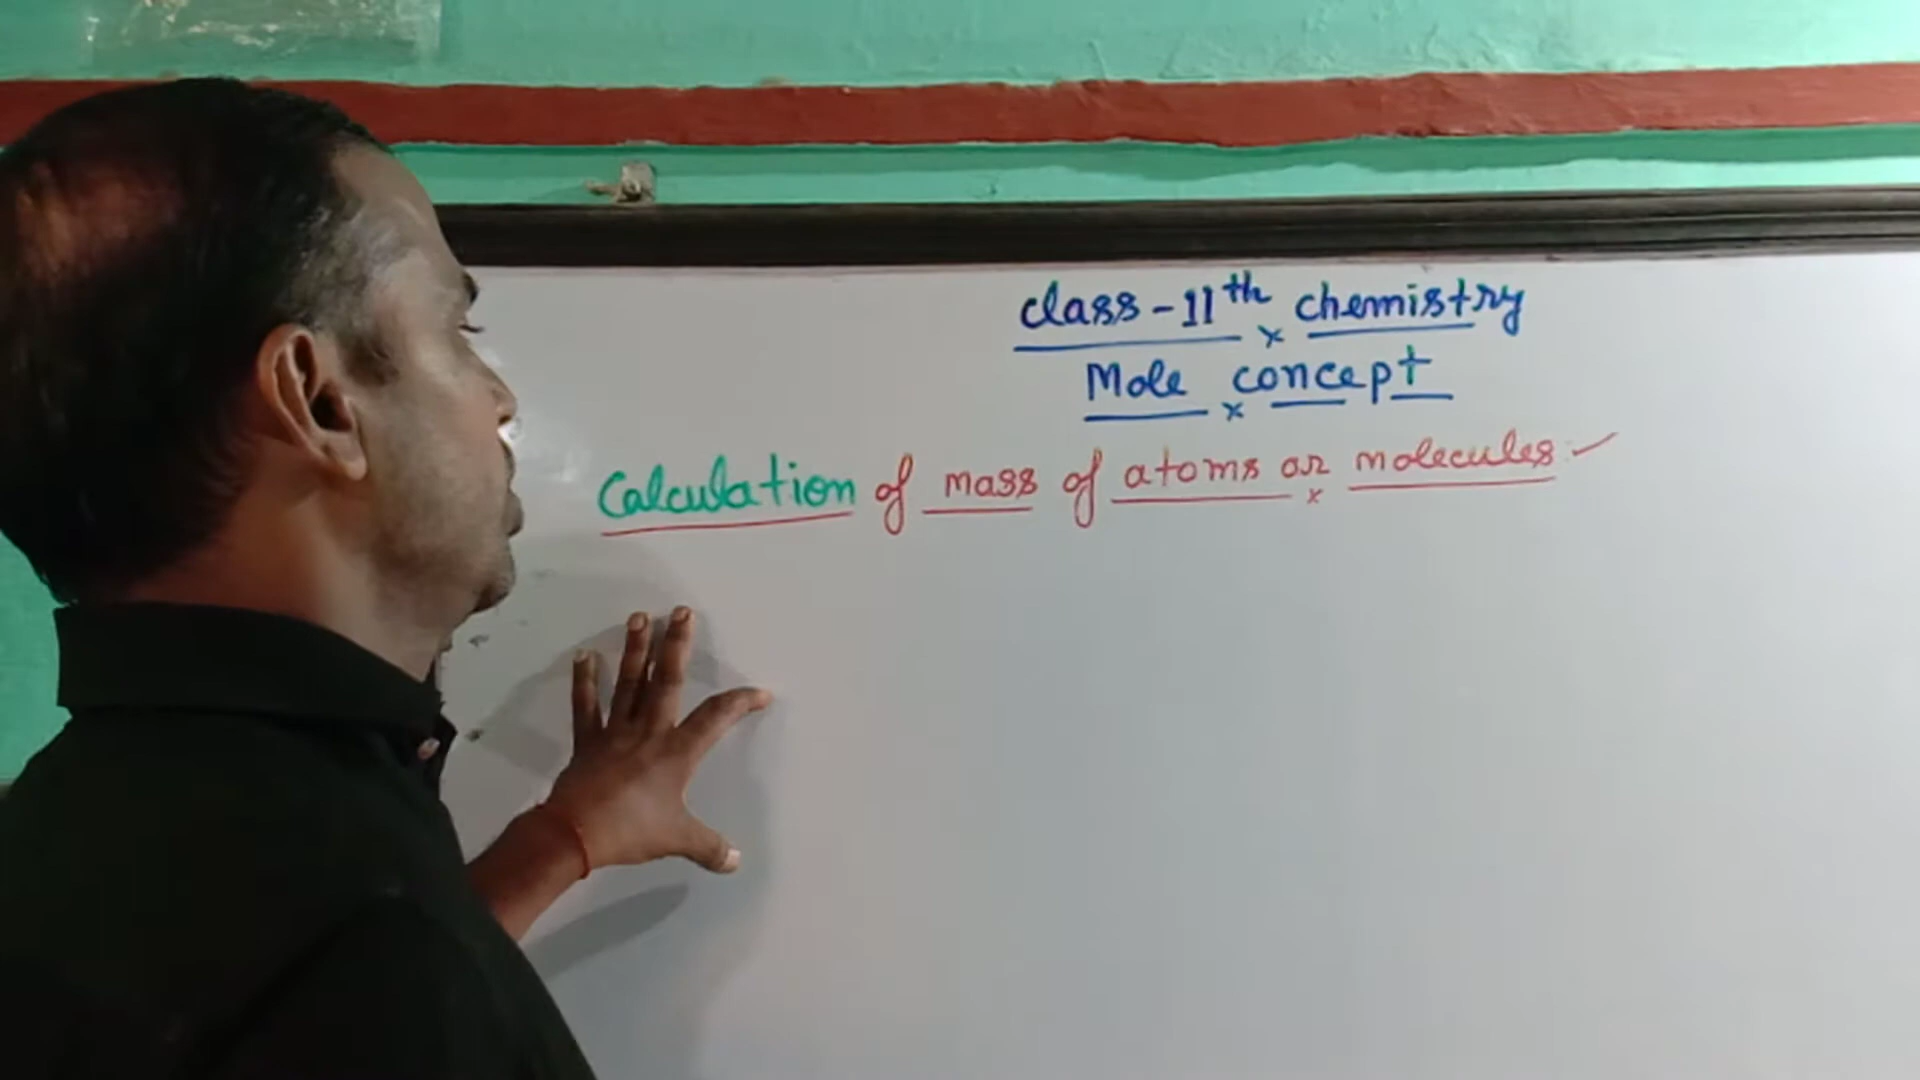 class-11th chemistry
Mole concept
Calculation of mass of atoms or molecules